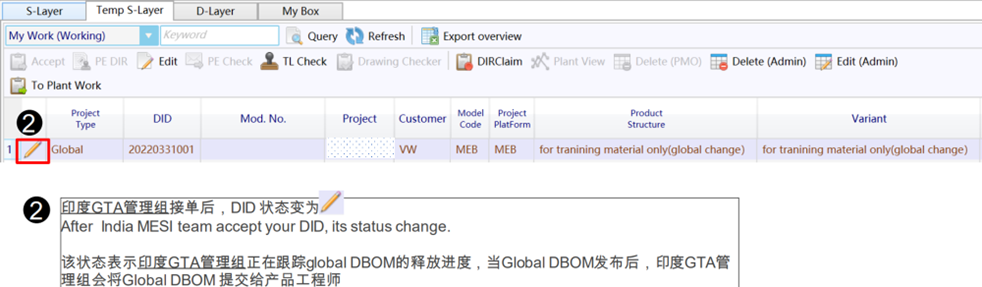 S-Layer Temp S-Layer D-Layer My Box
My Work (Working) Keyword Query Refresh Export overview
Accept PE DIR Edit PE Check TL Check Drawing Checker DIRClaim Plant View Delete (PMO) Delete (Admin) Edit (Admin)
To Plant Work
2 Project Type DID Mod. No. Project Customer Model Code Project PlatForm Product Structure Variant
1 Global 20220331001 VW MEB MEB for tranining material only(global change) for tranining material only(global change)
2 印度GTA管理组接单后，DID 状态变为
After India MESI team accept your DID, its status change.
该状态表示印度GTA管理组正在跟踪global DBOM的释放进度，当Global DBOM发布后，印度GTA管
理组会将Global DBOM 提交给产品工程师